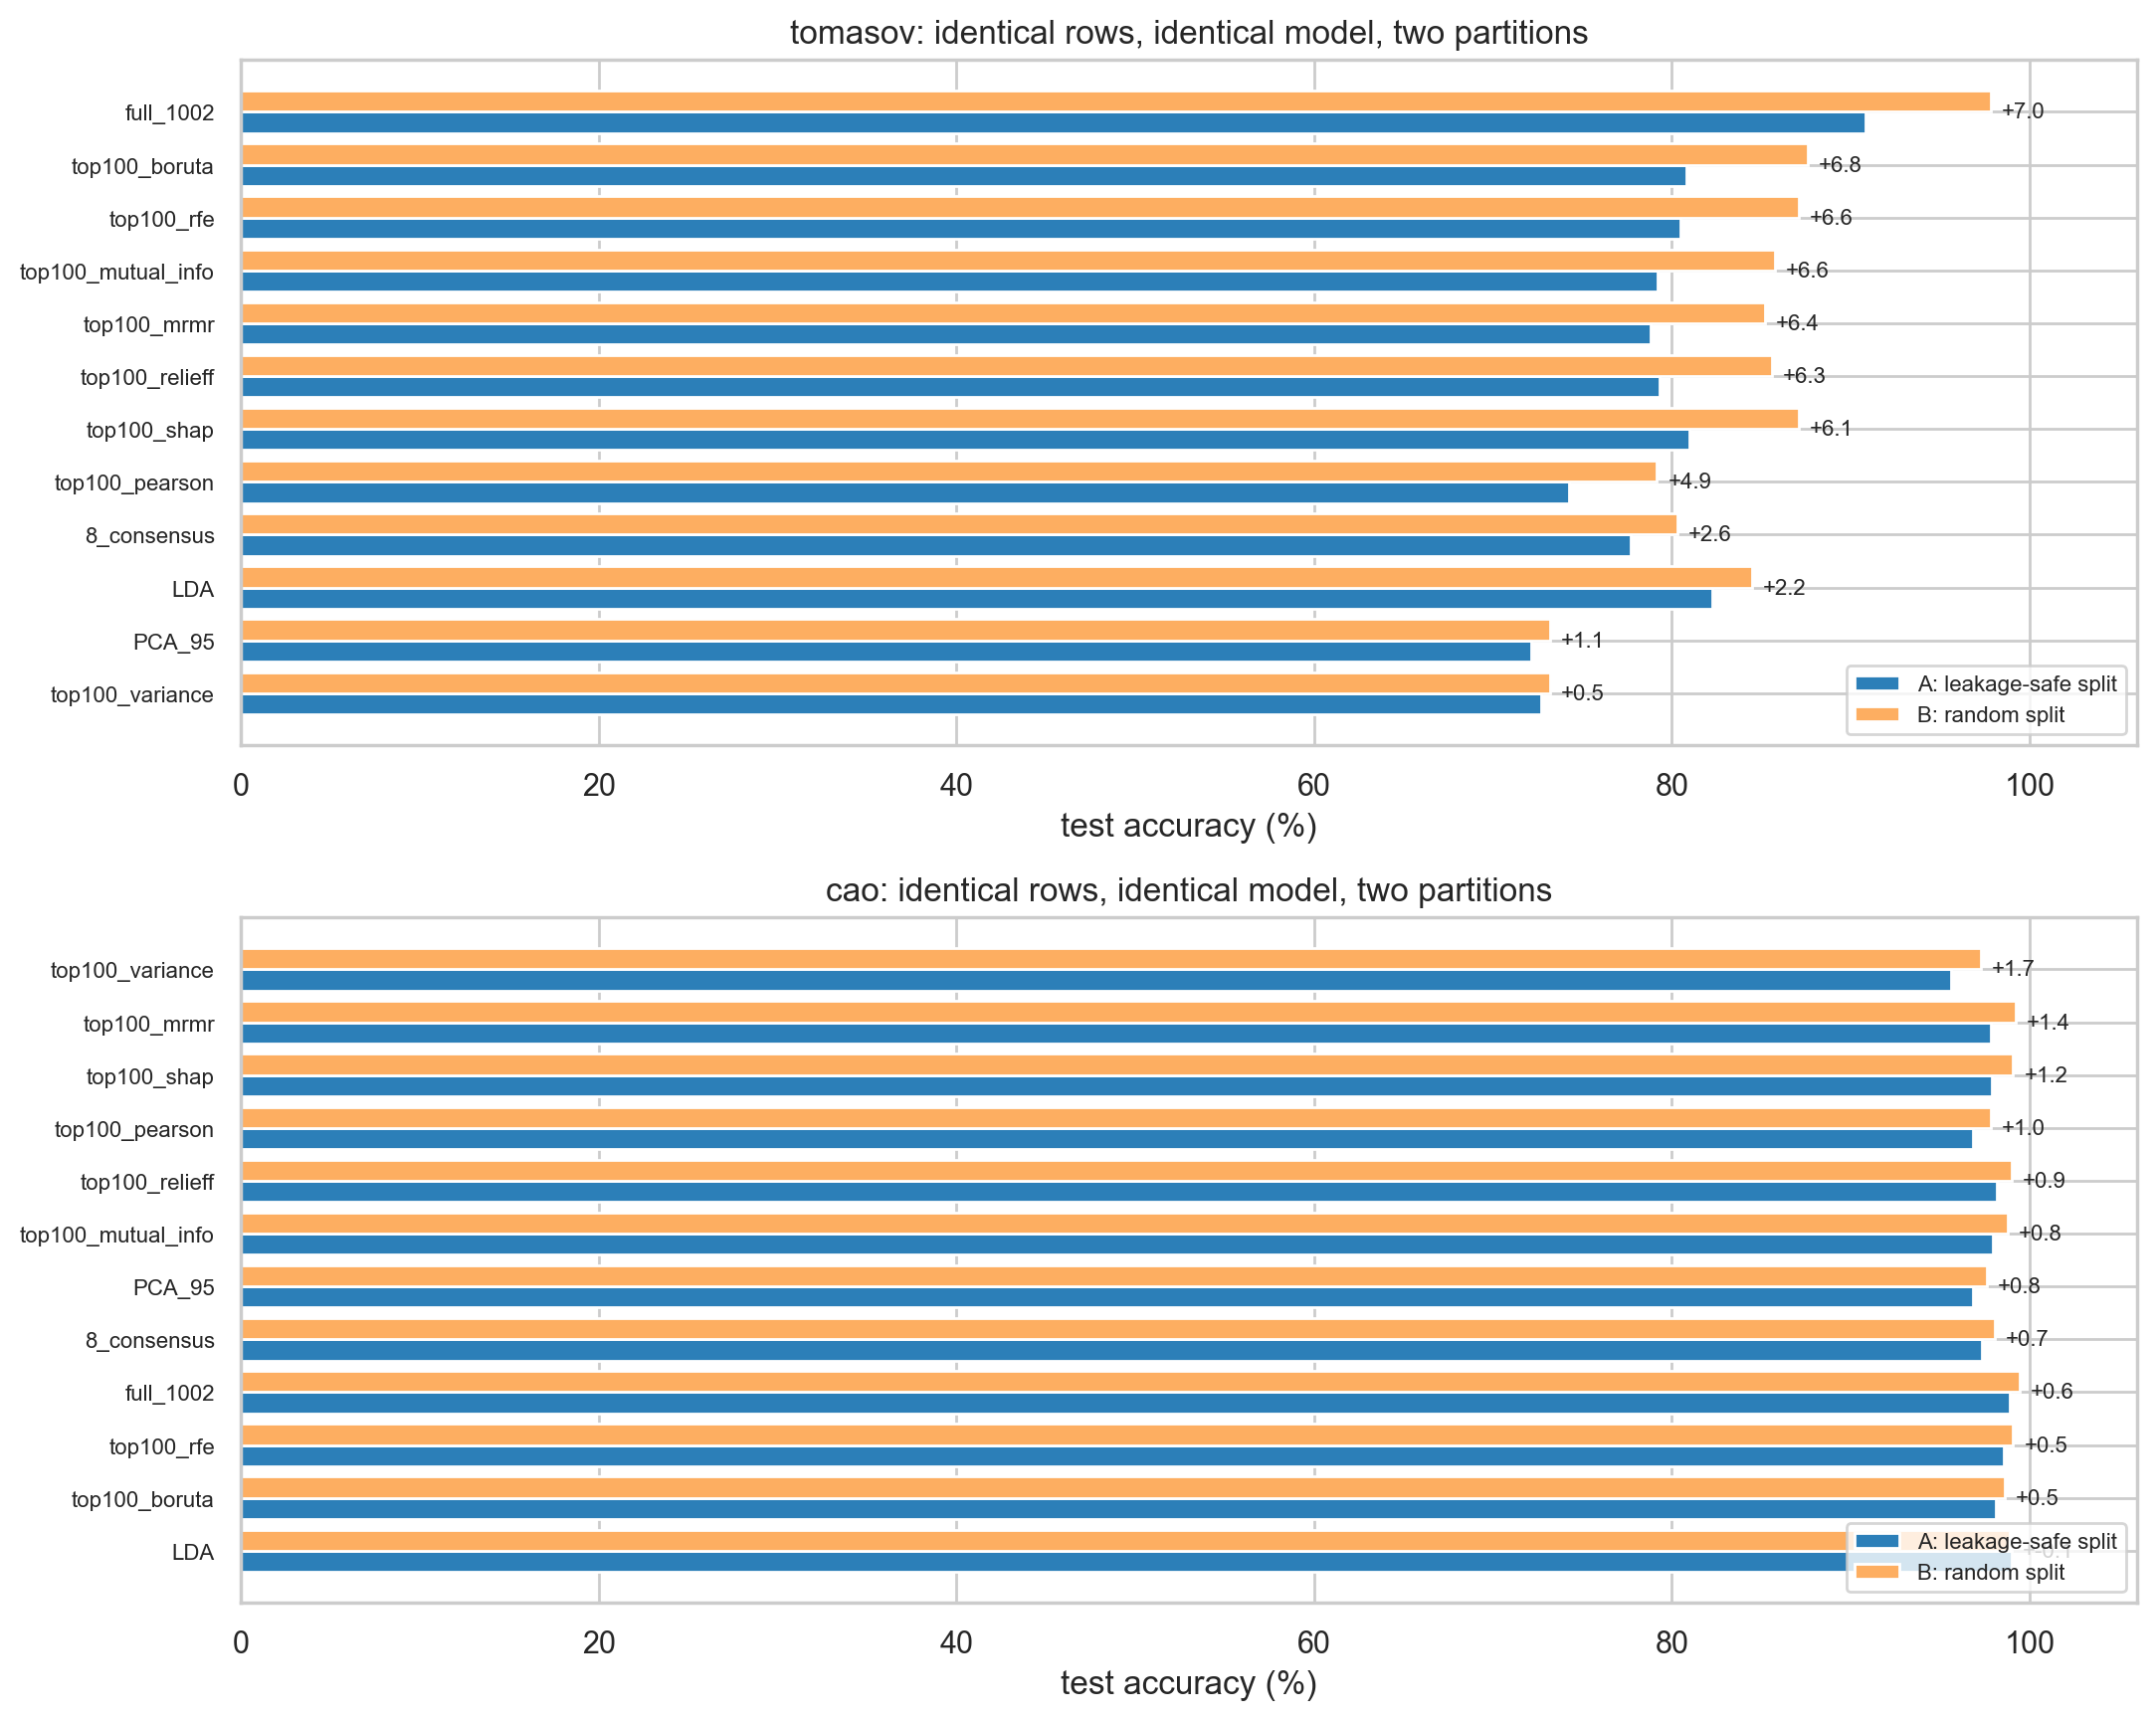 tomasov: identical rows, identical model, two partitions
full_1002
+7.0
top100_boruta
+6.8
top100_rfe
+6.6
top100_mutual_info
+6.6
top100_mrmr
+6.4
top100_relieff
+6.3
top100_shap
+6.1
top100_pearson
+4.9
8_consensus
+2.6
LDA
+2.2
PCA_95
+1.1
top100_variance
+0.5
A: leakage-safe split
B: random split
0 20 40 60 80 100
test accuracy (%)
cao: identical rows, identical model, two partitions
top100_variance
+1.7
top100_mrmr
+1.4
top100_shap
+1.2
top100_pearson
+1.0
top100_relieff
+0.9
top100_mutual_info
+0.8
PCA_95
+0.8
8_consensus
+0.7
full_1002
+0.6
top100_rfe
+0.5
top100_boruta
+0.5
LDA
A: leakage-safe split
B: random split
0 20 40 60 80 100
test accuracy (%)